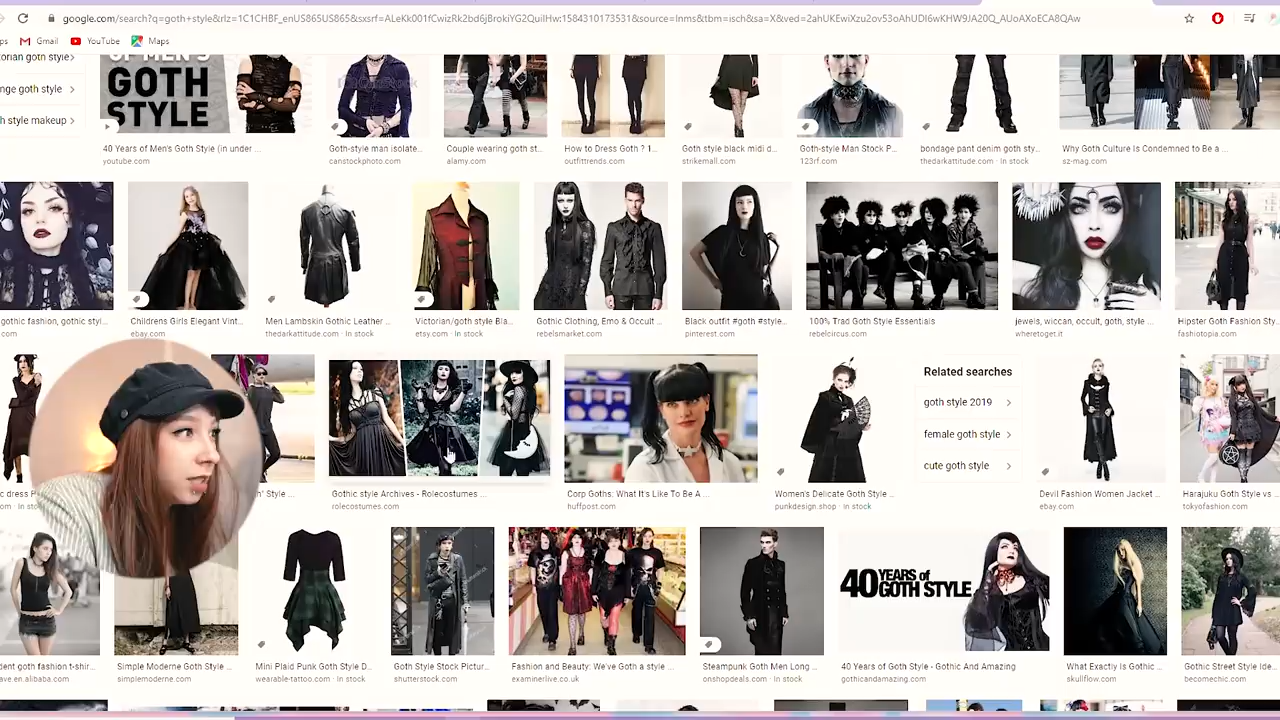 google.com/search?q=goth+style&rlz=1C1CHBF_enUS865US865&sxsrf=ALeKk001fCwizRk2bd6jBrokiYG2QuilHw:1584310173531&source=lnms&tbm=isch&sa=X&ved=2ahUKEwiXzu2ov53oAhUDI6wKHW9JA20Q_AUoAXoECA8QAw
Gmail
YouTube
Maps
orian goth style
nge goth style
h style makeup
OF MEN'S
GOTH
STYLE
40 Years of Men's Goth Style (in under ...
youtube.com
Goth-style man isolate...
canstockphoto.com
Couple wearing goth st...
alamy.com
How to Dress Goth ? 1...
outfittrends.com
Goth style black midi d...
strikemall.com
Goth-style Man Stock P...
123rf.com
bondage pant denim goth sty...
thedarkattitude.com · In stock
Why Goth Culture Is Condemned to Be a ...
sz-mag.com
gothic fashion, gothic styl...
Childrens Girls Elegant Vint...
ebay.com
Men Lambskin Gothic Leather ...
thedarkattitude.com · In stock
Victorian/goth style Bla...
etsy.com · In stock
Gothic Clothing, Emo & Occult ...
rebelsmarket.com
Black outfit #goth #style...
pinterest.com
100% Trad Goth Style Essentials
rebelcircus.com
jewels, wiccan, occult, goth, style ...
wheretoget.it
Hipster Goth Fashion Sty...
fashiotopia.com
Related searches
goth style 2019
female goth style
cute goth style
c dress P
om · In stoc
n' Style ...
Gothic style Archives - Rolecostumes ...
rolecostumes.com
Corp Goths: What It's Like To Be A ...
huffpost.com
Women's Delicate Goth Style ...
punkdesign.shop · In stock
Devil Fashion Women Jacket ...
ebay.com
Harajuku Goth Style vs ...
tokyofashion.com
40 YEARS of
GOTH STYLE
dent goth fashion t-shir...
ave.en.alibaba.com
Simple Moderne Goth Style ...
simplemoderne.com
Mini Plaid Punk Goth Style D...
wearable-tattoo.com · In stock
Goth Style Stock Pictur...
shutterstock.com
Fashion and Beauty: We've Goth a style ...
examinerlive.co.uk
Steampunk Goth Men Long ...
onshopdeals.com · In stock
40 Years of Goth Style - Gothic And Amazing
gothicandamazing.com
What Exactly Is Gothic ...
skullflow.com
Gothic Street Style Ide...
becomechic.com